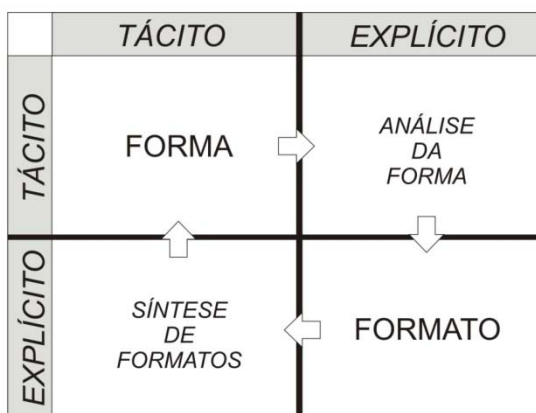 TÁCITO
EXPLÍCITO
TÁCITO
FORMA
ANÁLISE
DA
FORMA
EXPLÍCITO
SÍNTESE
DE
FORMATOS
FORMATO